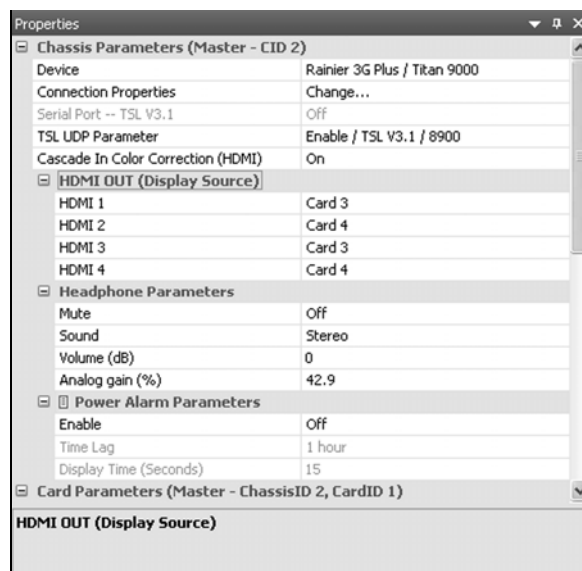 Properties
Chassis Parameters (Master - CID 2)
Device Rainier 3G Plus / Titan 9000
Connection Properties Change...
Serial Port -- TSL V3.1 Off
TSL UDP Parameter Enable / TSL V3.1 / 8900
Cascade In Color Correction (HDMI) On
HDMI OUT (Display Source)
HDMI 1 Card 3
HDMI 2 Card 4
HDMI 3 Card 3
HDMI 4 Card 4
Headphone Parameters
Mute Off
Sound Stereo
Volume (dB) 0
Analog gain (%) 42.9
Power Alarm Parameters
Enable Off
Time Lag 1 hour
Display Time (Seconds) 15
Card Parameters (Master - ChassisID 2, CardID 1)
HDMI OUT (Display Source)